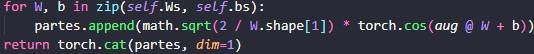 for W, b in zip(self.Ws, self.bs):
    partes.append(math.sqrt(2 / W.shape[1]) * torch.cos(aug @ W + b))
return torch.cat(partes, dim=1)